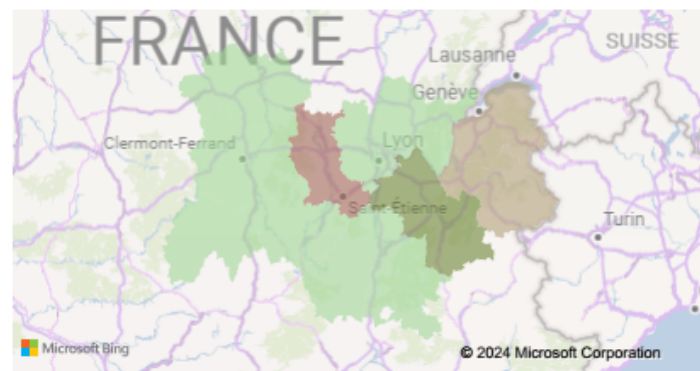 FRANCE
Lausanne
SUISSE
Genève
Clermont-Ferrand
Lyon
Saint-Étienne
Turin
Microsoft Bing
© 2024 Microsoft Corporation